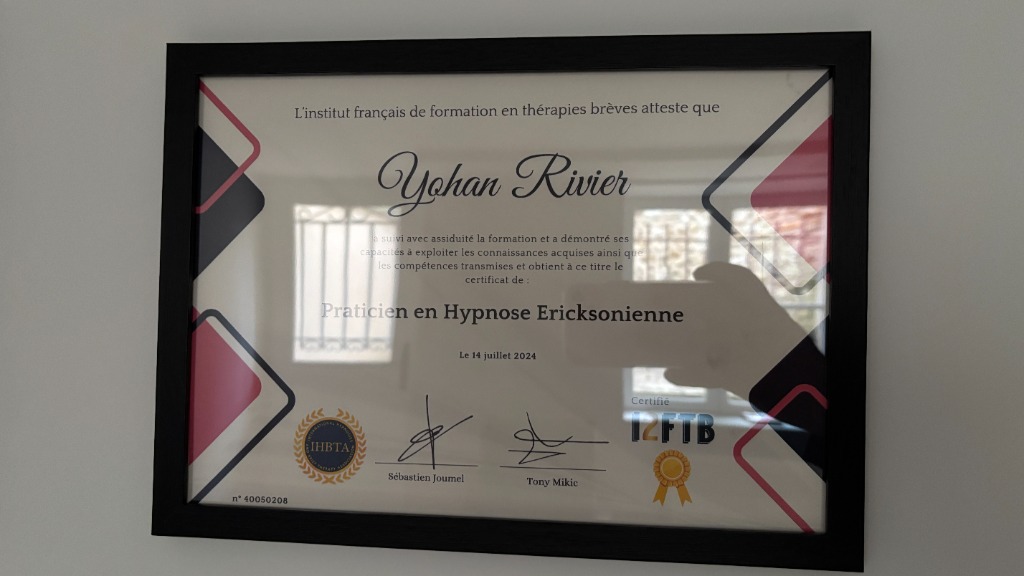 L'institut français de formation en thérapies brèves atteste que
Yohan Rivier
a suivi avec assiduité la formation et a démontré ses
capacités à exploiter les connaissances acquises ainsi que
les compétences transmises et obtient à ce titre le
certificat de :
Praticien en Hypnose Ericksonienne
Le 14 juillet 2024
Certifié
I2FTB
IHBTA
Sébastien Joumel
Tony Mikic
n° 40050208